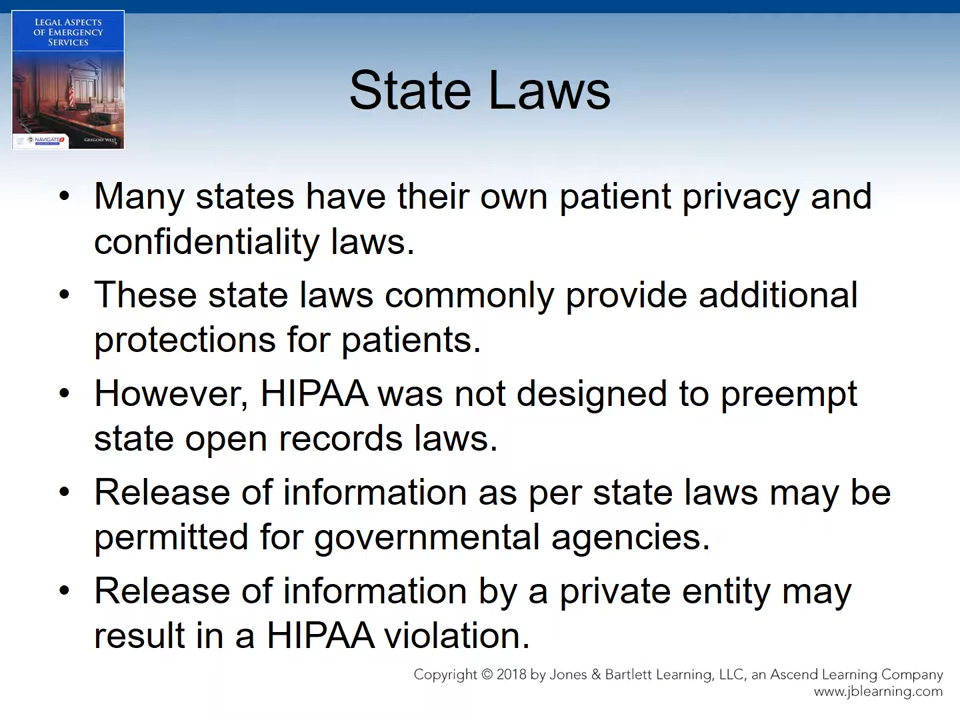 LEGAL ASPECTS
OF EMERGENCY
SERVICES
NAVIGATE
State Laws
• Many states have their own patient privacy and
confidentiality laws.
• These state laws commonly provide additional
protections for patients.
• However, HIPAA was not designed to preempt
state open records laws.
• Release of information as per state laws may be
permitted for governmental agencies.
• Release of information by a private entity may
result in a HIPAA violation.
Copyright © 2018 by Jones & Bartlett Learning, LLC, an Ascend Learning Company
www.jblearning.com